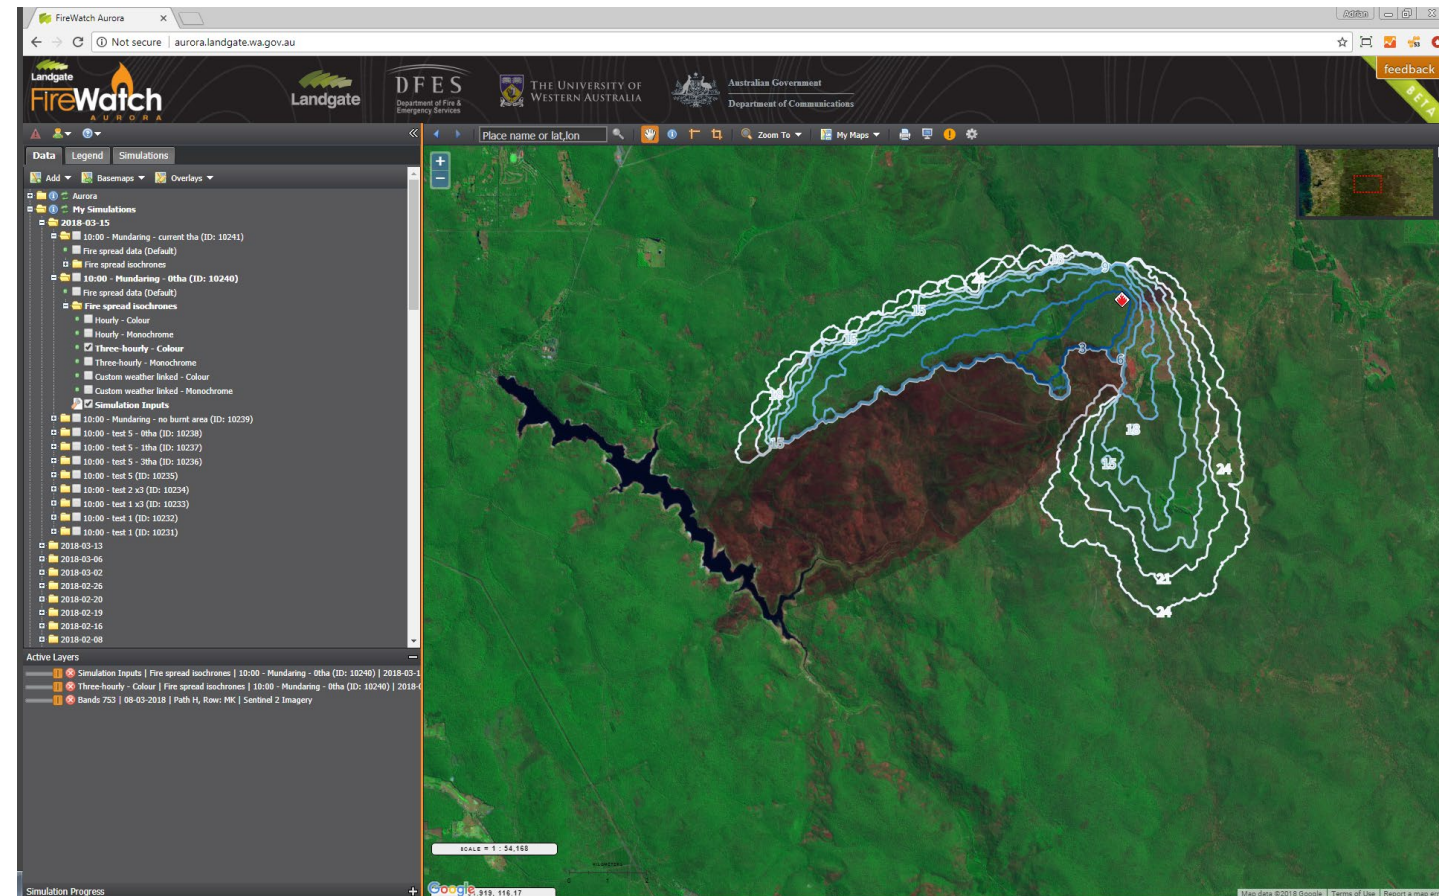 FireWatch Aurora
Adrian
Not secure | aurora.landgate.wa.gov.au
53
Landgate
FireWatch
AURORA
Landgate
DFES
Department of Fire &
Emergency Services
THE UNIVERSITY OF
WESTERN AUSTRALIA
Australian Government
Department of Communications
feedback
BETA
Place name or lat,lon
Zoom To
My Maps
Data
Legend
Simulations
Add
Basemaps
Overlays
Aurora
My Simulations
2018-03-15
10:00 - Mundaring - current tha (ID: 10241)
Fire spread data (Default)
Fire spread isochrones
10:00 - Mundaring - 0tha (ID: 10240)
Fire spread data (Default)
Fire spread isochrones
Hourly - Colour
Hourly - Monochrome
Three-hourly - Colour
Three-hourly - Monochrome
Custom weather linked - Colour
Custom weather linked - Monochrome
Simulation Inputs
10:00 - Mundaring - no burnt area (ID: 10239)
10:00 - test 5 - 0tha (ID: 10238)
10:00 - test 5 - 1tha (ID: 10237)
10:00 - test 5 - 3tha (ID: 10236)
10:00 - test 5 (ID: 10235)
10:00 - test 2 x3 (ID: 10234)
10:00 - test 1 x3 (ID: 10233)
10:00 - test 1 (ID: 10232)
10:00 - test 1 (ID: 10231)
2018-03-13
2018-03-06
2018-03-02
2018-02-26
2018-02-20
2018-02-19
2018-02-16
2018-02-08
Active Layers
Simulation Inputs | Fire spread isochrones | 10:00 - Mundaring - 0tha (ID: 10240) | 2018-03-1
Three-hourly - Colour | Fire spread isochrones | 10:00 - Mundaring - 0tha (ID: 10240) | 2018-0
Bands 753 | 08-03-2018 | Path H, Row: MK | Sentinel 2 Imagery
Simulation Progress
9
15
3
6
15
18
15
24
21
24
SCALE = 1 : 54,168
Google
.919, 116.17
Map data ©2018 Google
Terms of Use
Report a map err